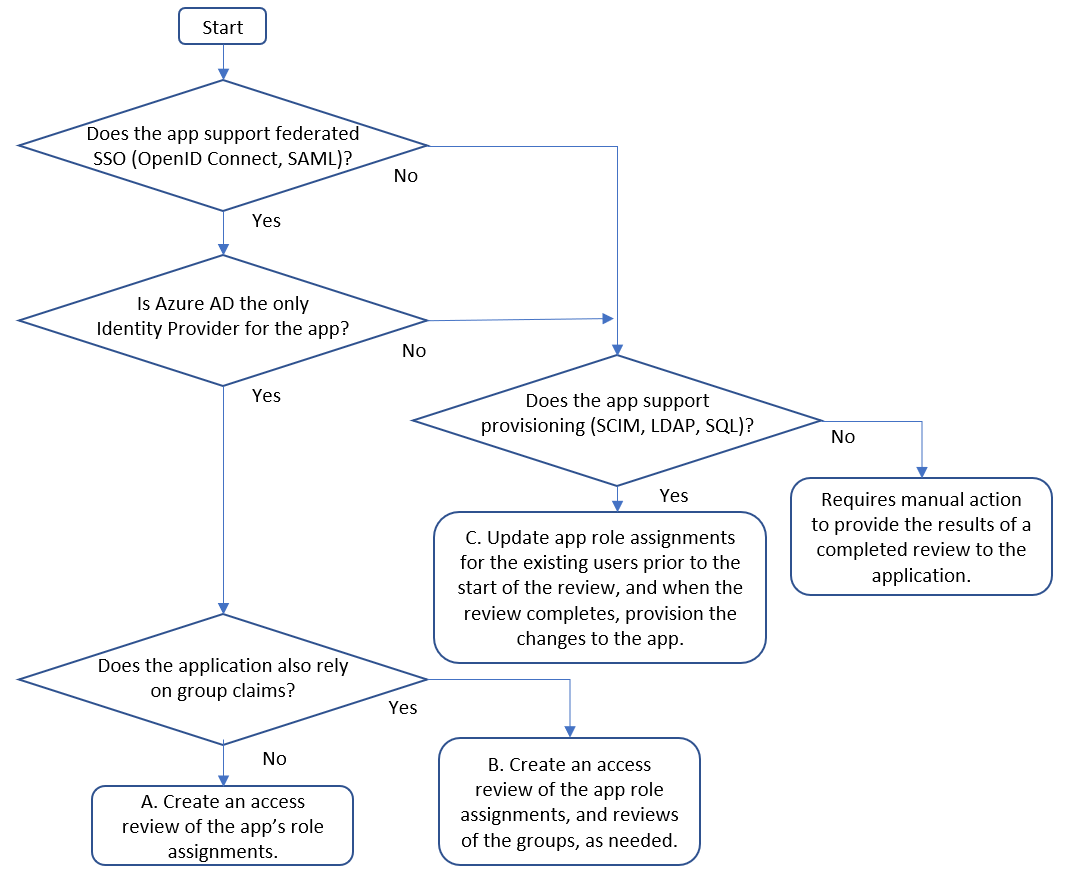 Start
Does the app support federated
SSO (OpenID Connect, SAML)?
No
Yes
Is Azure AD the only
Identity Provider for the app?
No
Yes
Does the app support
provisioning (SCIM, LDAP, SQL)?
No
Yes
Requires manual action
to provide the results of a
completed review to the
application.
C. Update app role assignments
for the existing users prior to the
start of the review, and when the
review completes, provision the
changes to the app.
Does the application also rely
on group claims?
Yes
No
B. Create an access
review of the app role
assignments, and reviews
of the groups, as needed.
A. Create an access
review of the app’s role
assignments.